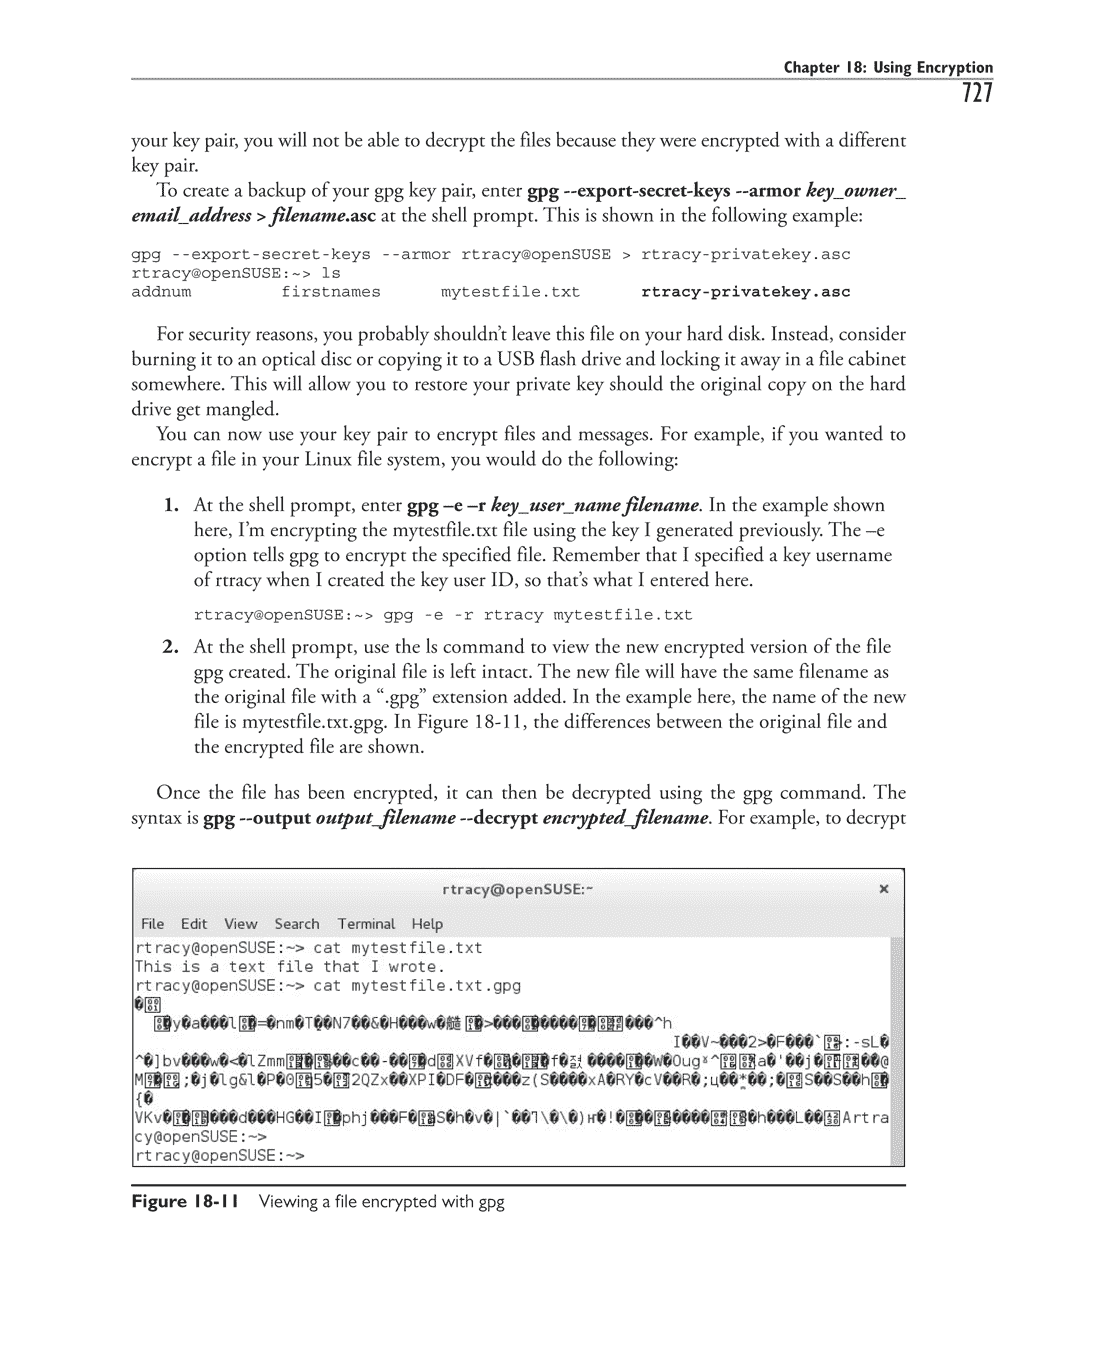 Chapter 18: Using Encryption
727
your key pair, you will not be able to decrypt the files because they were encrypted with a different
key pair.
To create a backup of your gpg key pair, enter gpg --export-secret-keys --armor key_owner_
email_address > filename.asc at the shell prompt. This is shown in the following example:
gpg --export-secret-keys --armor rtracy@openSUSE > rtracy-privatekey.asc
rtracy@openSUSE:~> ls
addnum firstnames mytestfile.txt rtracy-privatekey.asc
For security reasons, you probably shouldn't leave this file on your hard disk. Instead, consider
burning it to an optical disc or copying it to a USB flash drive and locking it away in a file cabinet
somewhere. This will allow you to restore your private key should the original copy on the hard
drive get mangled.
You can now use your key pair to encrypt files and messages. For example, if you wanted to
encrypt a file in your Linux file system, you would do the following:
1. At the shell prompt, enter gpg –e –r key_user_name filename. In the example shown
here, I'm encrypting the mytestfile.txt file using the key I generated previously. The –e
option tells gpg to encrypt the specified file. Remember that I specified a key username
of rtracy when I created the key user ID, so that's what I entered here.
rtracy@openSUSE:~> gpg -e -r rtracy mytestfile.txt
2. At the shell prompt, use the ls command to view the new encrypted version of the file
gpg created. The original file is left intact. The new file will have the same filename as
the original file with a ".gpg" extension added. In the example here, the name of the new
file is mytestfile.txt.gpg. In Figure 18-11, the differences between the original file and
the encrypted file are shown.
Once the file has been encrypted, it can then be decrypted using the gpg command. The
syntax is gpg --output output_filename --decrypt encrypted_filename. For example, to decrypt
rtracy@openSUSE:~ ×
File Edit View Search Terminal Help
rtracy@openSUSE:~> cat mytestfile.txt
This is a text file that I wrote.
rtracy@openSUSE:~> cat mytestfile.txt.gpg
Artra
cy@openSUSE:~>
rtracy@openSUSE:~>
Figure 18-11 Viewing a file encrypted with gpg